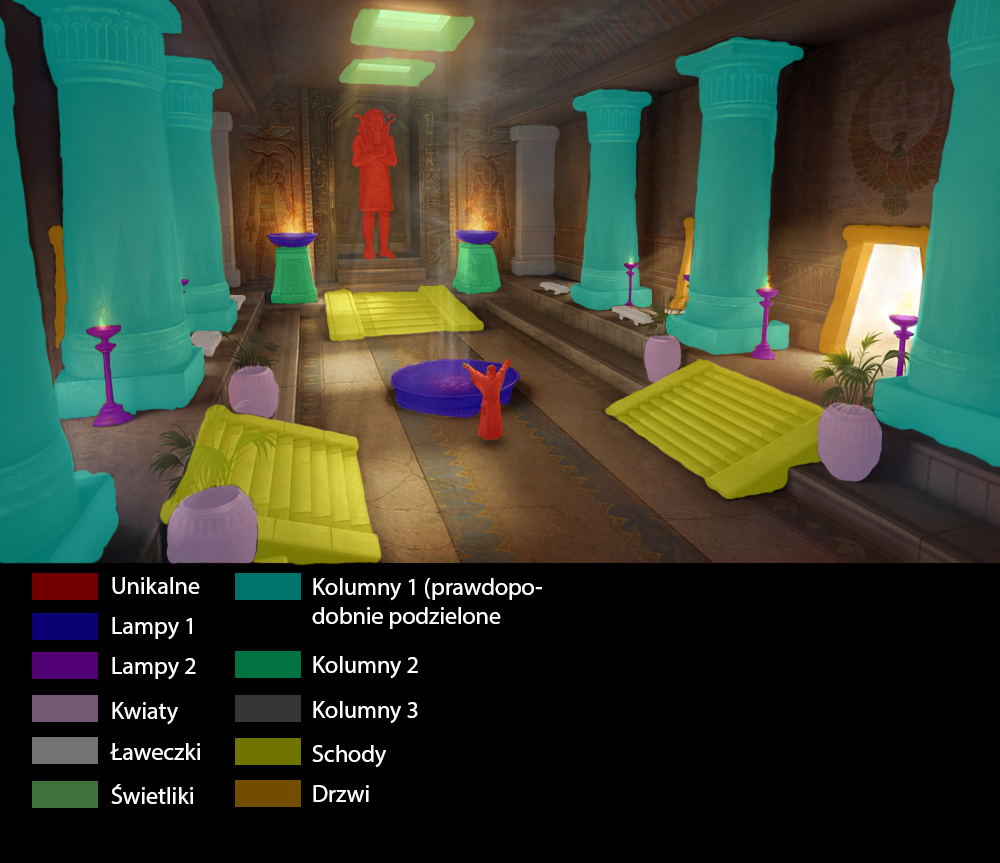 Unikalne
Lampy 1
Lampy 2
Kwiaty
Ławeczki
Świetliki
Kolumny 1 (prawdopo-
dobnie podzielone
Kolumny 2
Kolumny 3
Schody
Drzwi